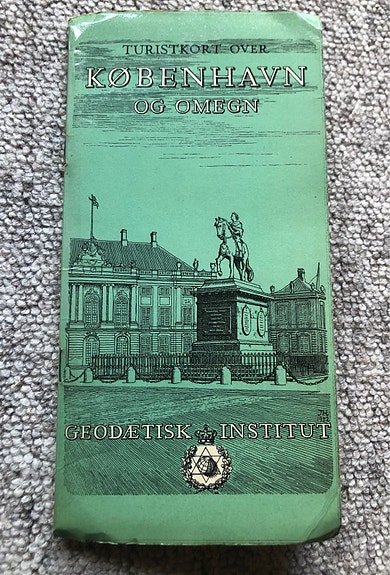 TURISTKORT OVER
KØBENHAVN
OG OMEGN
GEODÆTISK INSTITUT